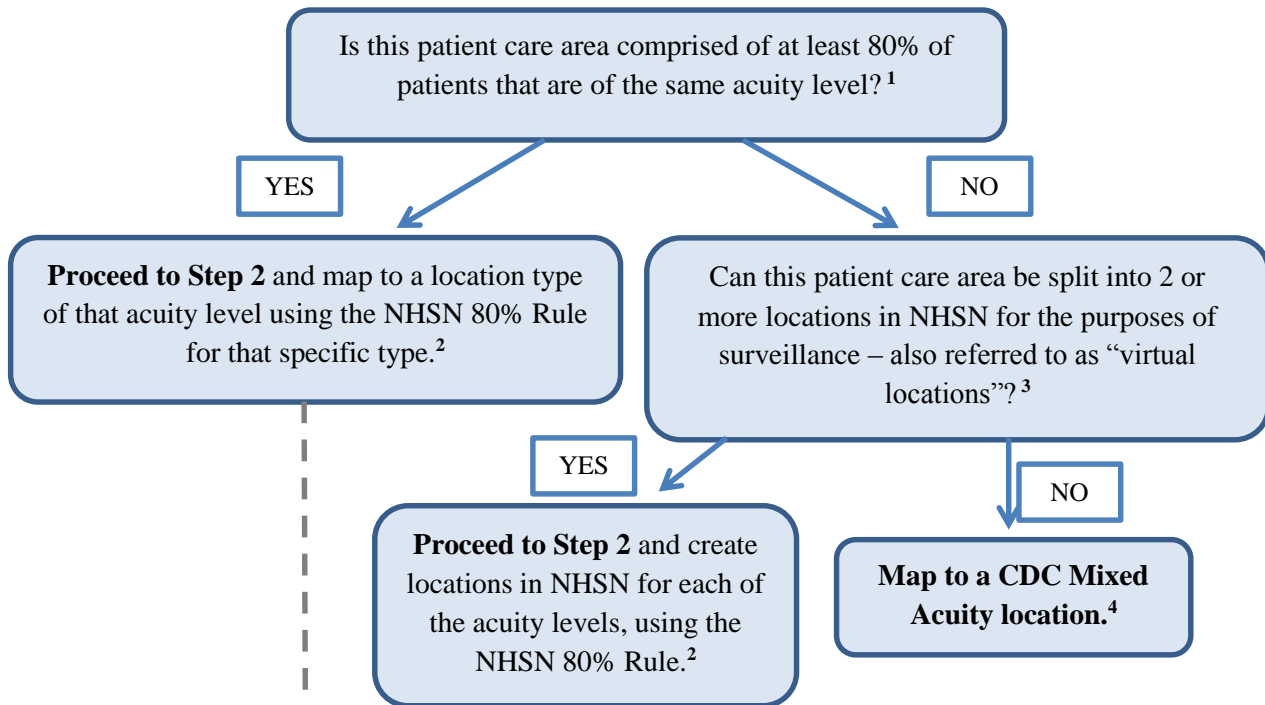 Is this patient care area comprised of at least 80% of
patients that are of the same acuity level? 1
YES
NO
Proceed to Step 2 and map to a location type
of that acuity level using the NHSN 80% Rule
for that specific type.2
Can this patient care area be split into 2 or
more locations in NHSN for the purposes of
surveillance – also referred to as “virtual
locations”? 3
YES
NO
Proceed to Step 2 and create
locations in NHSN for each of
the acuity levels, using the
NHSN 80% Rule.2
Map to a CDC Mixed
Acuity location.4